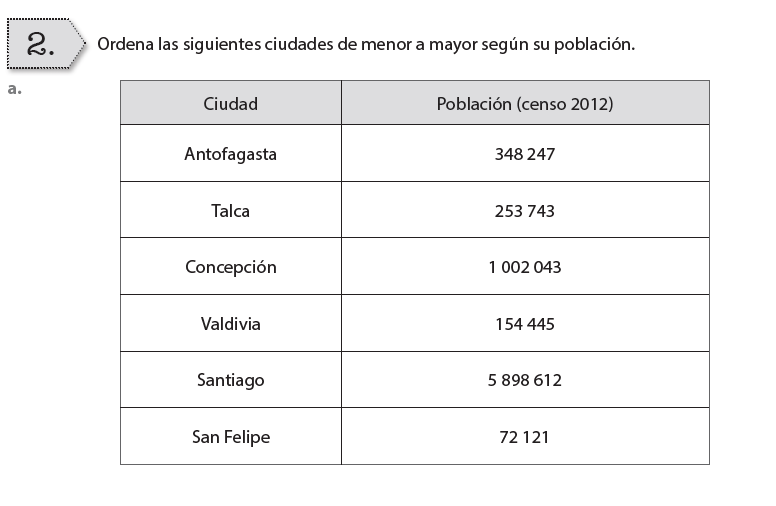 2. Ordena las siguientes ciudades de menor a mayor según su población.
a.
Ciudad Población (censo 2012)
Antofagasta 348 247
Talca 253 743
Concepción 1 002 043
Valdivia 154 445
Santiago 5 898 612
San Felipe 72 121